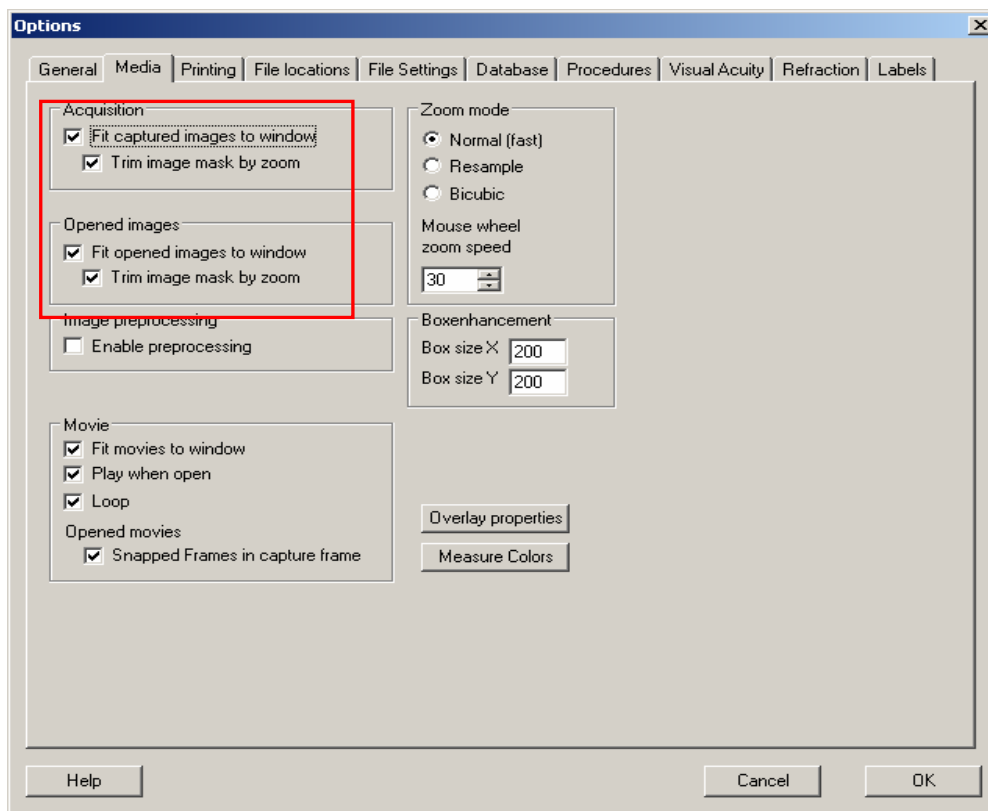 Options
General Media Printing File locations File Settings Database Procedures Visual Acuity Refraction Labels
Acquisition
Fit captured images to window
Trim image mask by zoom
Opened images
Fit opened images to window
Trim image mask by zoom
Image preprocessing
Enable preprocessing
Movie
Fit movies to window
Play when open
Loop
Opened movies
Snapped Frames in capture frame
Zoom mode
Normal (fast)
Resample
Bicubic
Mouse wheel
zoom speed
30
Boxenhancement
Box size X 200
Box size Y 200
Overlay properties
Measure Colors
Help Cancel OK